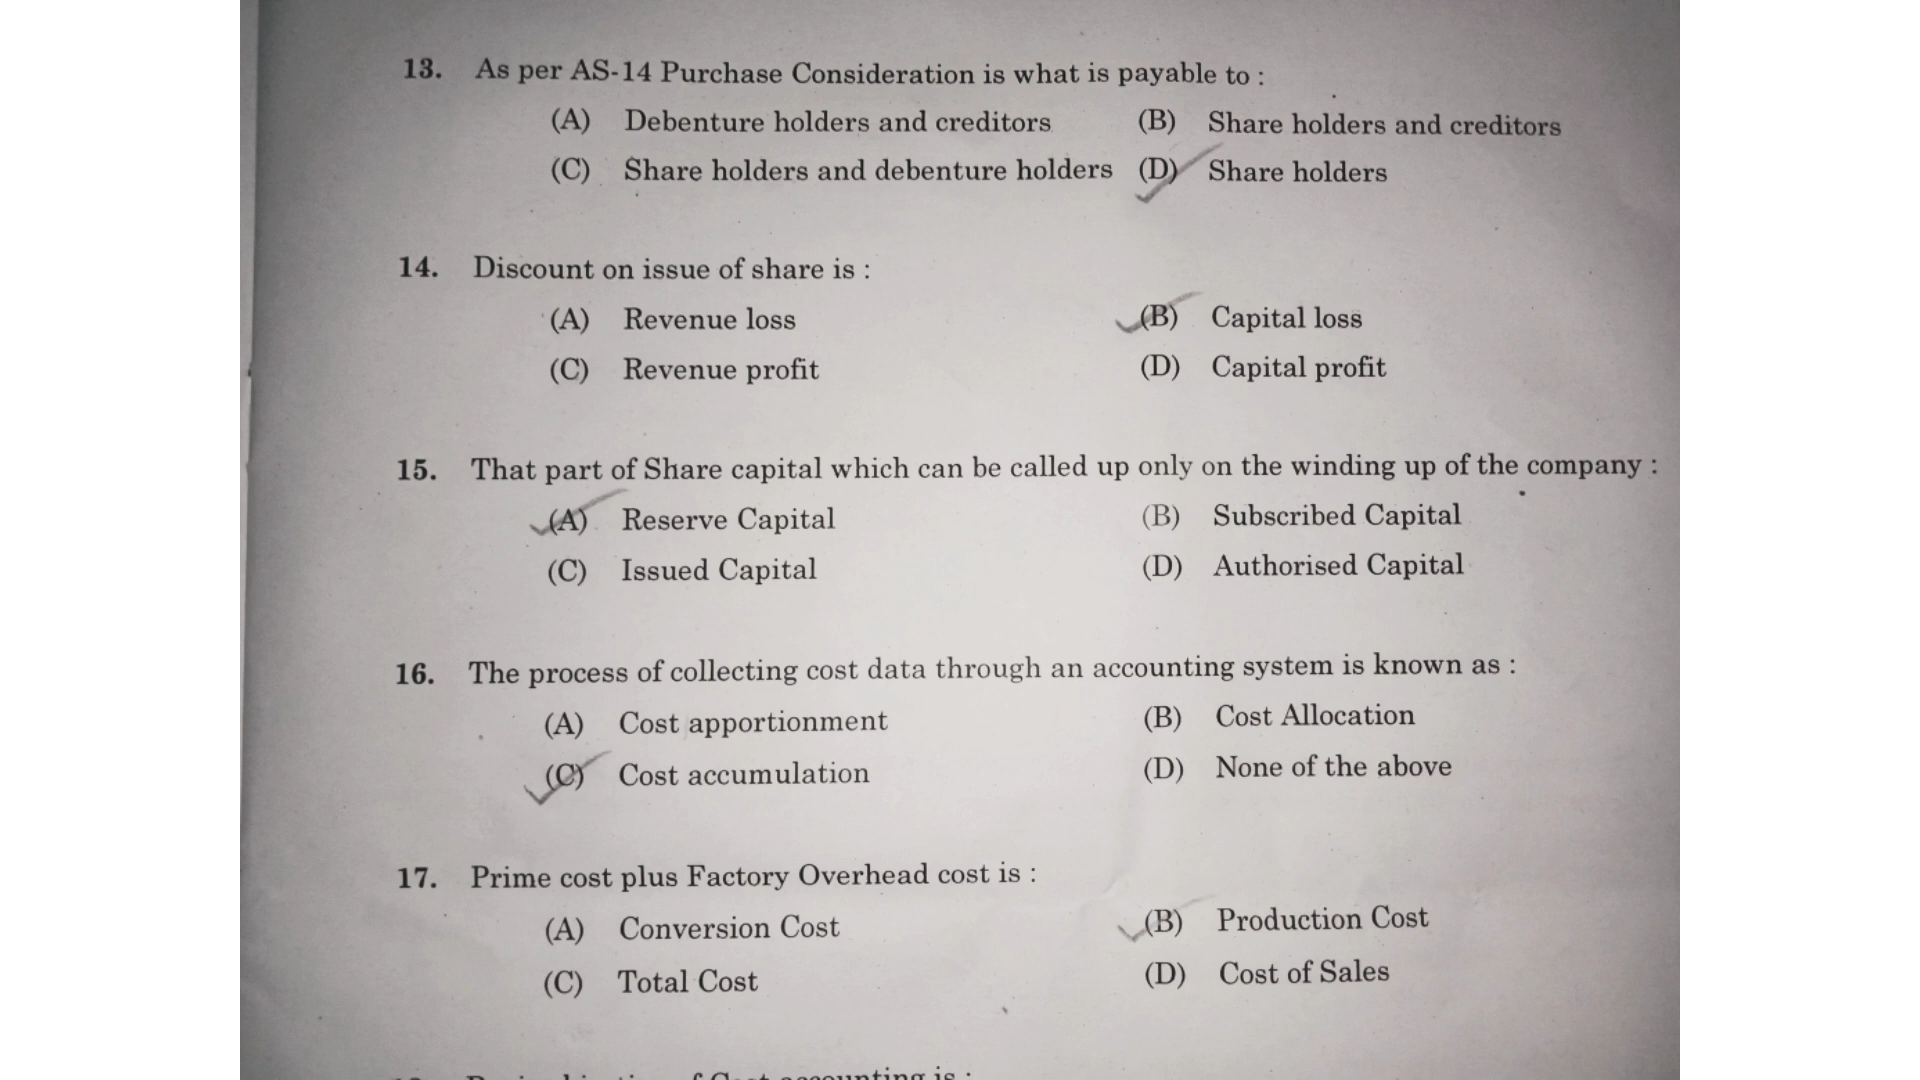 13. As per AS-14 Purchase Consideration is what is payable to :
(A) Debenture holders and creditors (B) Share holders and creditors
(C) Share holders and debenture holders (D) Share holders
14. Discount on issue of share is :
(A) Revenue loss (B) Capital loss
(C) Revenue profit (D) Capital profit
15. That part of Share capital which can be called up only on the winding up of the company :
(A) Reserve Capital (B) Subscribed Capital
(C) Issued Capital (D) Authorised Capital
16. The process of collecting cost data through an accounting system is known as :
(A) Cost apportionment (B) Cost Allocation
(C) Cost accumulation (D) None of the above
17. Prime cost plus Factory Overhead cost is :
(A) Conversion Cost (B) Production Cost
(C) Total Cost (D) Cost of Sales
accounting is :